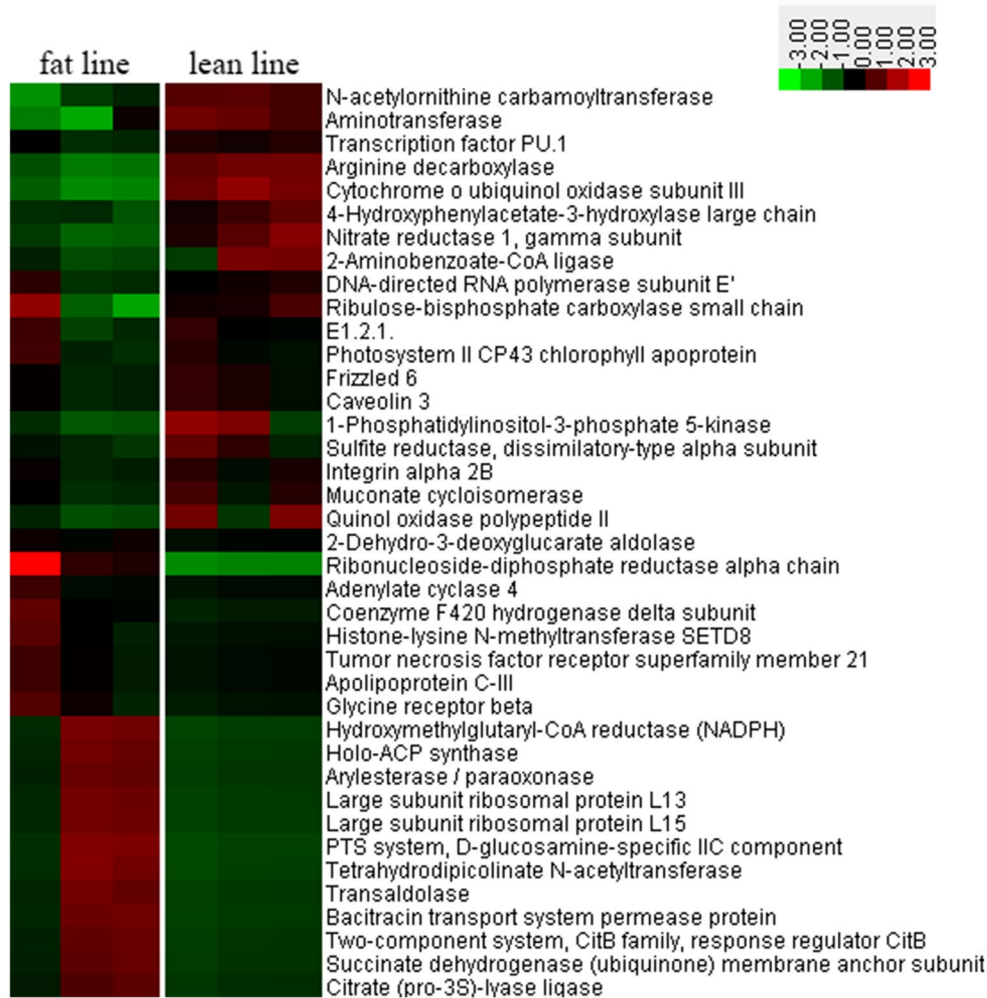 -3.00
-2.00
-1.00
0.00
1.00
2.00
3.00
fat line
lean line
N-acetylornithine carbamoyltransferase
Aminotransferase
Transcription factor PU.1
Arginine decarboxylase
Cytochrome o ubiquinol oxidase subunit III
4-Hydroxyphenylacetate-3-hydroxylase large chain
Nitrate reductase 1, gamma subunit
2-Aminobenzoate-CoA ligase
DNA-directed RNA polymerase subunit E'
Ribulose-bisphosphate carboxylase small chain
E1.2.1.
Photosystem II CP43 chlorophyll apoprotein
Frizzled 6
Caveolin 3
1-Phosphatidylinositol-3-phosphate 5-kinase
Sulfite reductase, dissimilatory-type alpha subunit
Integrin alpha 2B
Muconate cycloisomerase
Quinol oxidase polypeptide II
2-Dehydro-3-deoxyglucarate aldolase
Ribonucleoside-diphosphate reductase alpha chain
Adenylate cyclase 4
Coenzyme F420 hydrogenase delta subunit
Histone-lysine N-methyltransferase SETD8
Tumor necrosis factor receptor superfamily member 21
Apolipoprotein C-III
Glycine receptor beta
Hydroxymethylglutaryl-CoA reductase (NADPH)
Holo-ACP synthase
Arylesterase / paraoxonase
Large subunit ribosomal protein L13
Large subunit ribosomal protein L15
PTS system, D-glucosamine-specific IIC component
Tetrahydrodipicolinate N-acetyltransferase
Transaldolase
Bacitracin transport system permease protein
Two-component system, CitB family, response regulator CitB
Succinate dehydrogenase (ubiquinone) membrane anchor subunit
Citrate (pro-3S)-lyase ligase